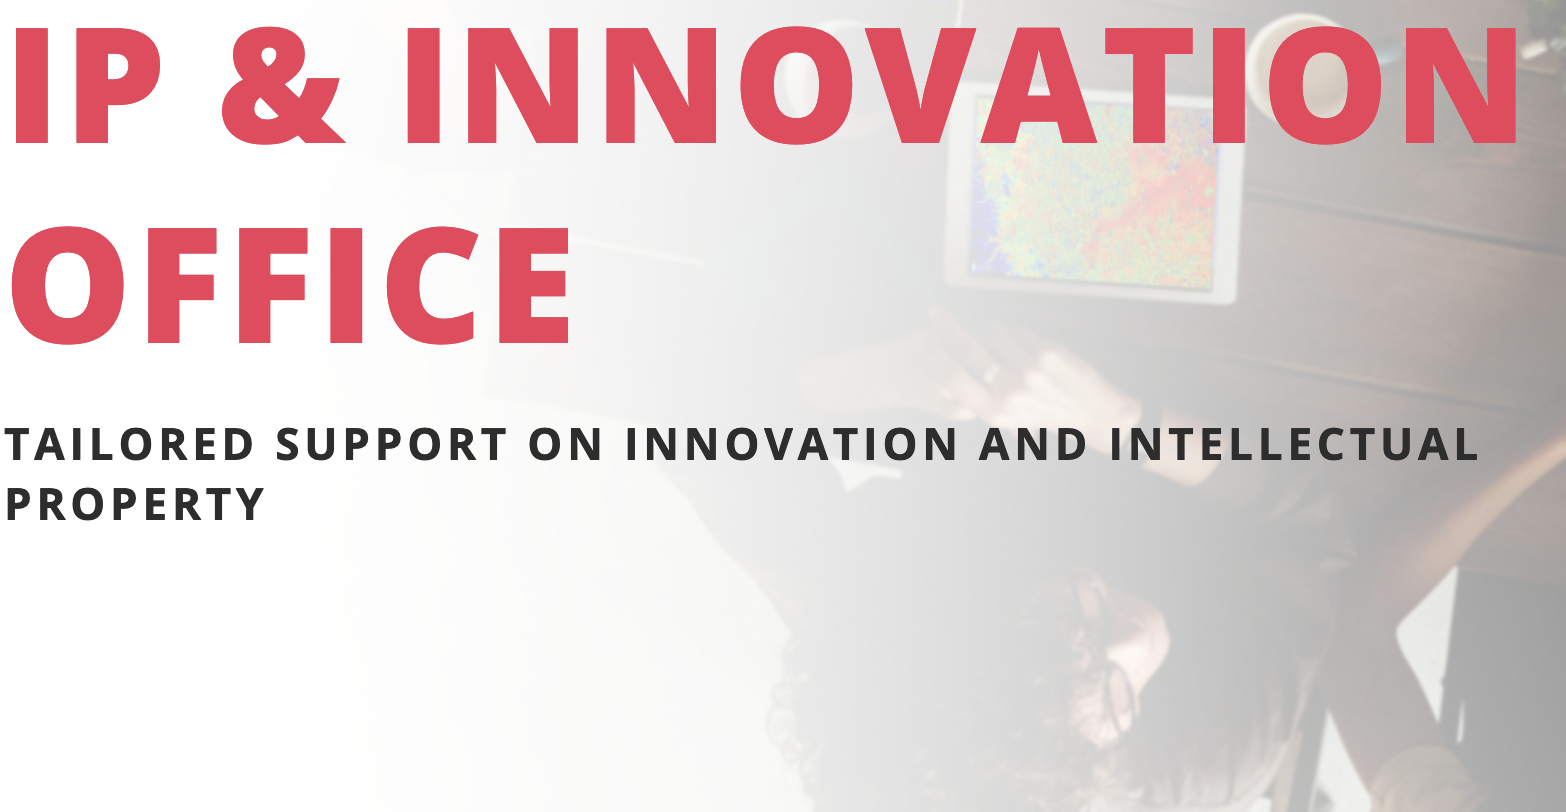 IP & INNOVATION
OFFICE
TAILORED SUPPORT ON INNOVATION AND INTELLECTUAL
PROPERTY